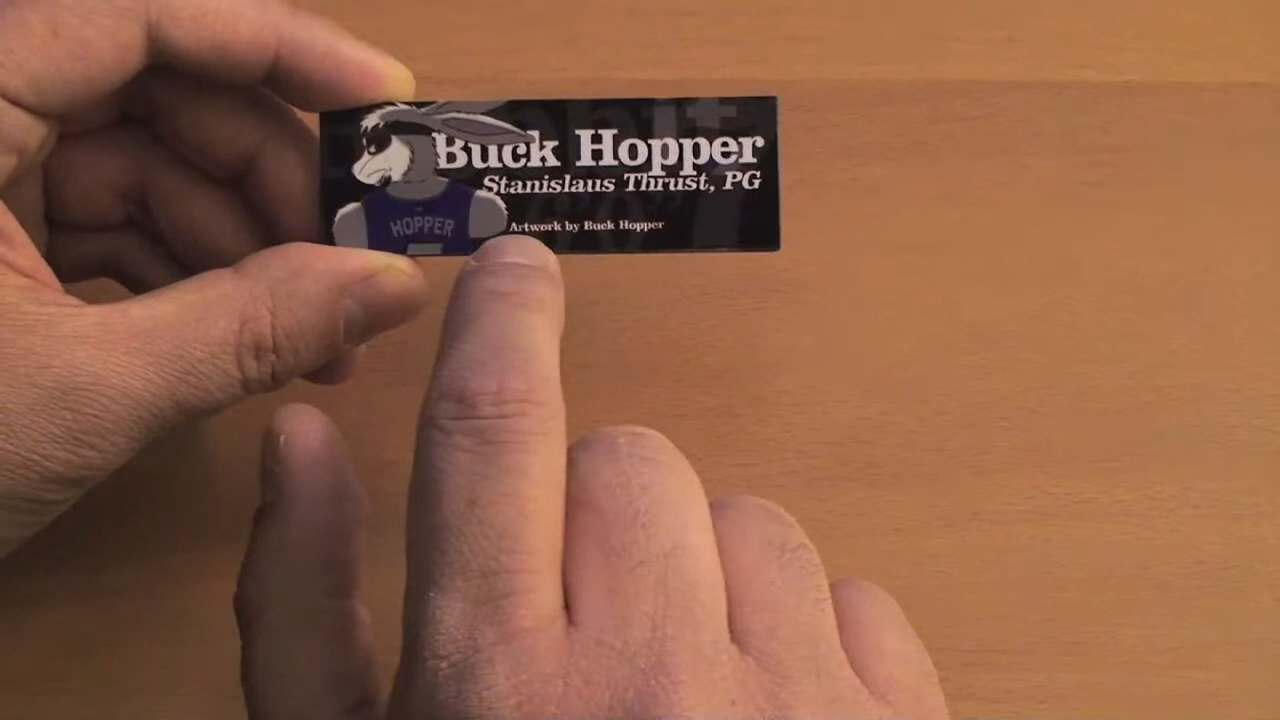 Buck Hopper
Stanislaus Thrust, PG
HOPPER
Artwork by Buck Hopper